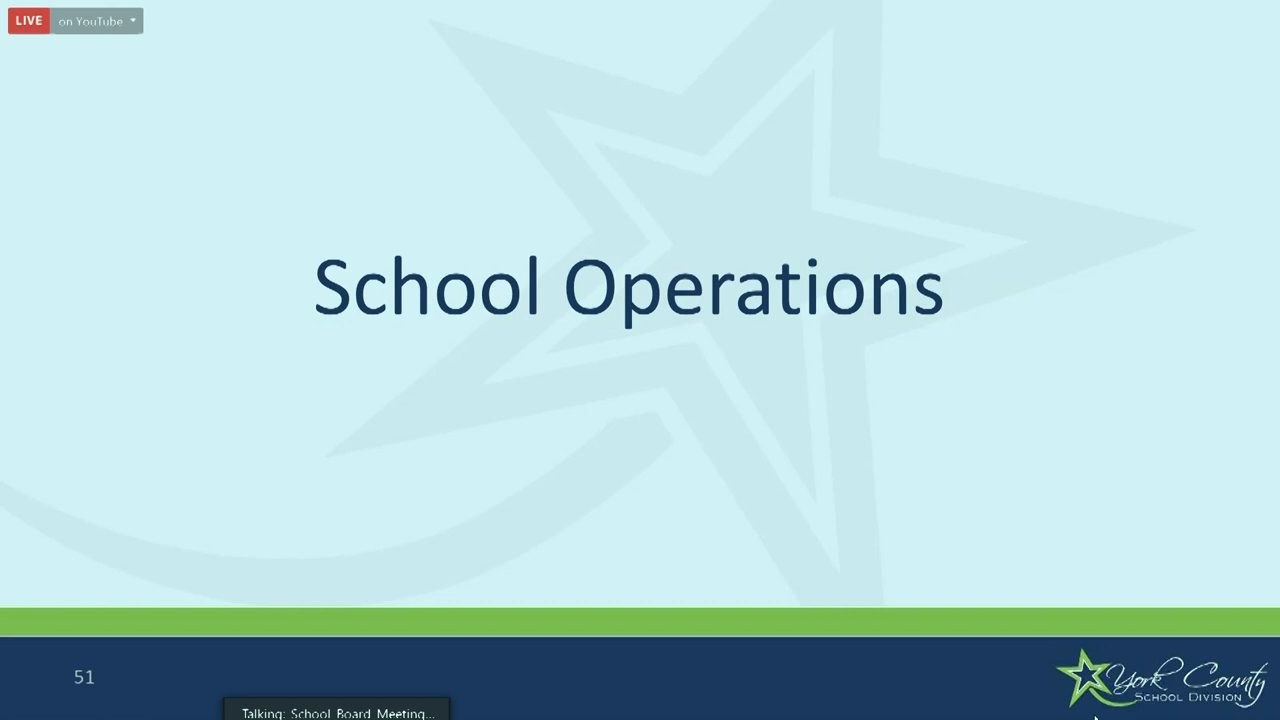 LIVE on YouTube
School Operations
51
York County
SCHOOL DIVISION
Talking: School Board Meeting...